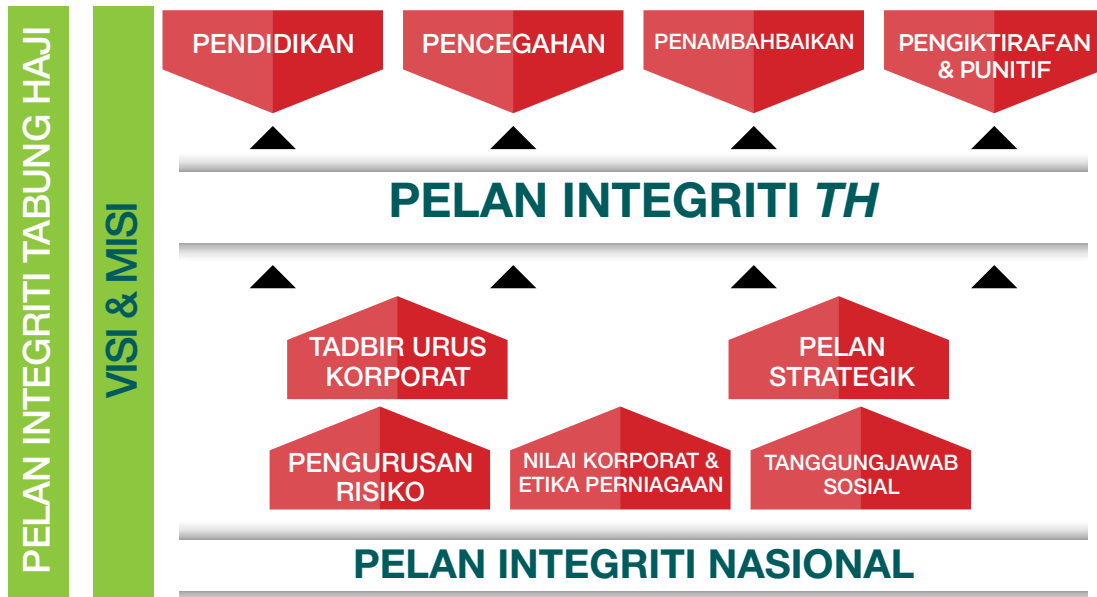 PELAN INTEGRITI TABUNG HAJI
VISI & MISI
PENDIDIKAN
PENCEGAHAN
PENAMBAHBAIKAN
PENGIKTIRAFAN
& PUNITIF
PELAN INTEGRITI TH
TADBIR URUS
KORPORAT
PELAN
STRATEGIK
PENGURUSAN
RISIKO
NILAI KORPORAT &
ETIKA PERNIAGAAN
TANGGUNGJAWAB
SOSIAL
PELAN INTEGRITI NASIONAL